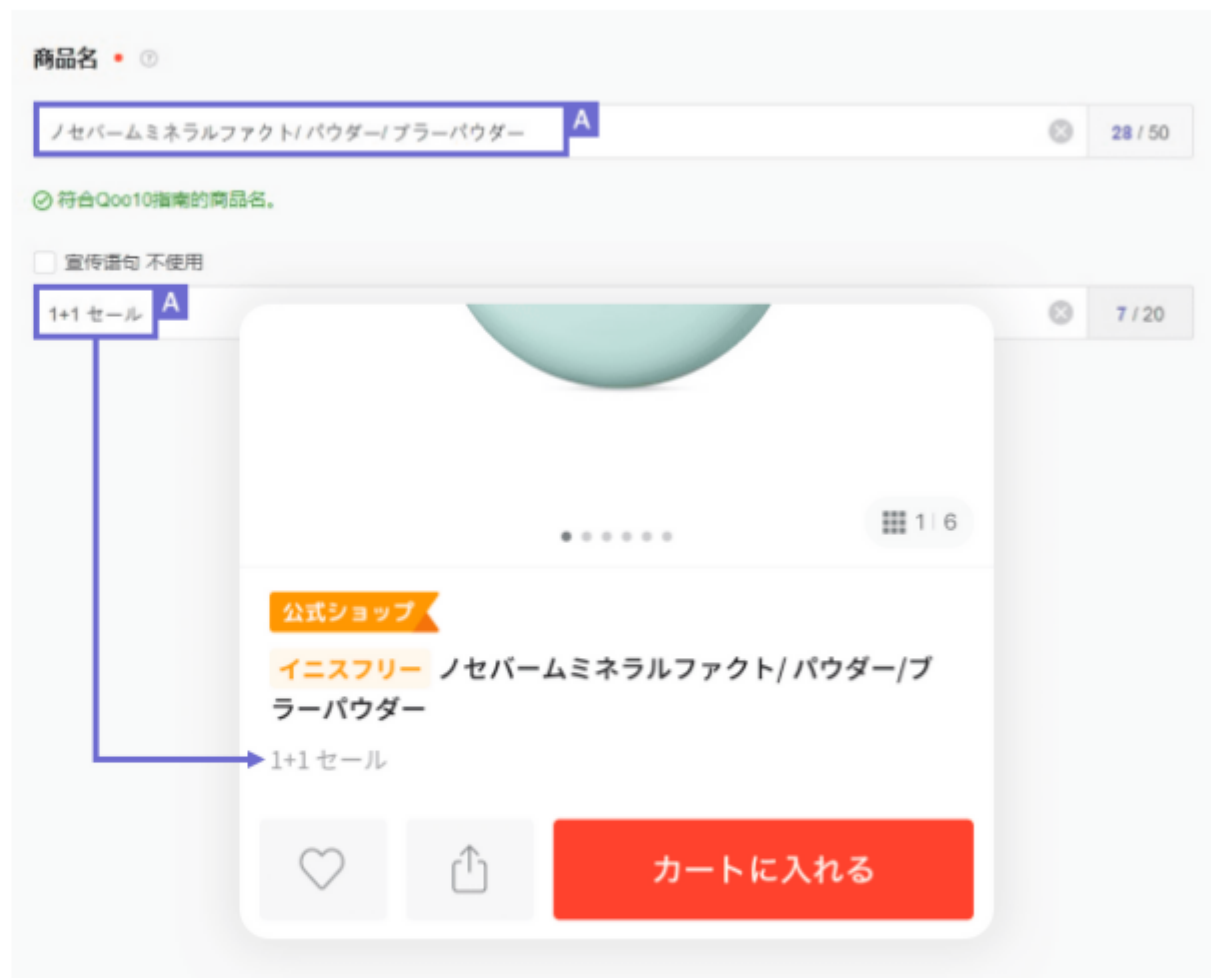 商品名
ノセバームミネラルファクト/ パウダー/ ブラーパウダー
A
28 / 50
符合Qoo10指南的商品名。
宣传语句 不使用
1+1 セール
A
7 / 20
1 | 6
公式ショップ
イニスフリー ノセバームミネラルファクト/ パウダー/ブ
ラーパウダー
1+1 セール
カートに入れる